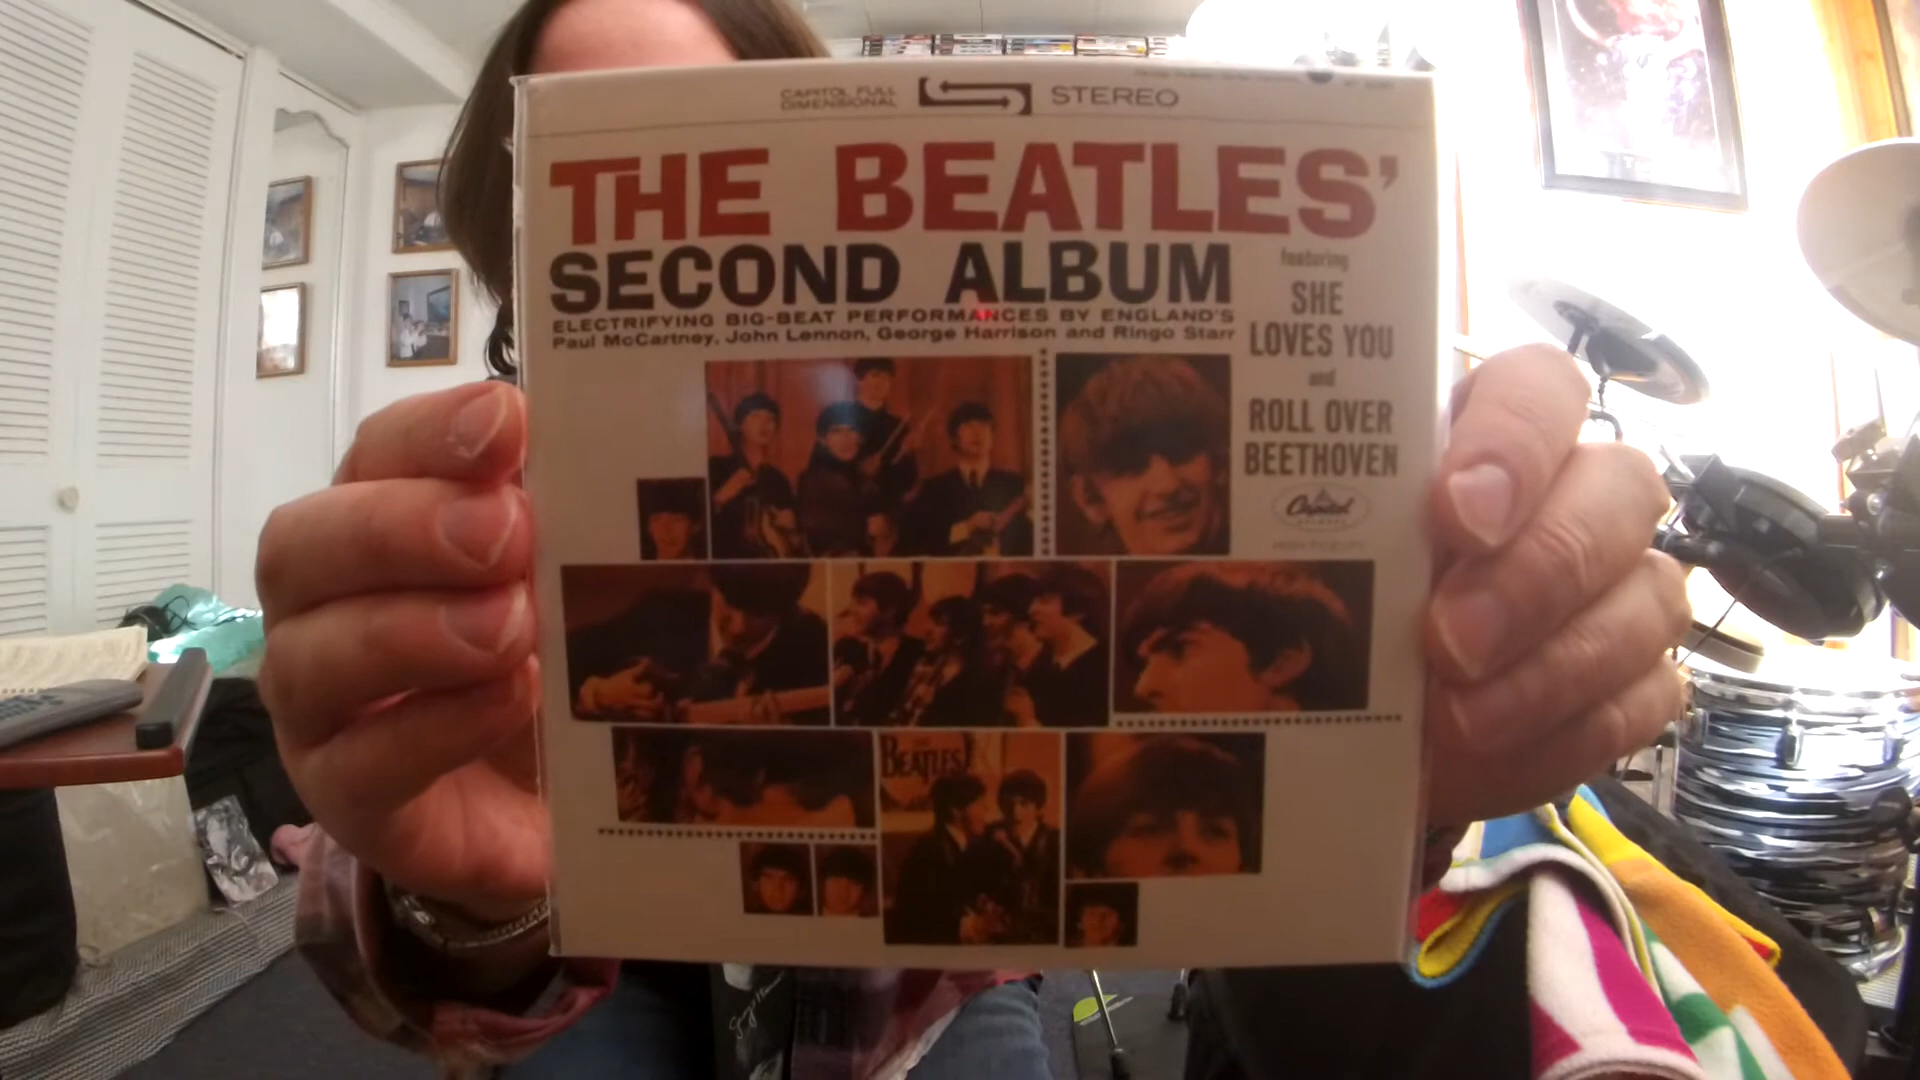 CAPITOL FULL
DIMENSIONAL
STEREO
THE BEATLES'
SECOND ALBUM
ELECTRIFYING BIG-BEAT PERFORMANCES BY ENGLAND'S
Paul McCartney, John Lennon, George Harrison and Ringo Starr
featuring
SHE
LOVES YOU
and
ROLL OVER
BEETHOVEN
Capitol
BEATLES!